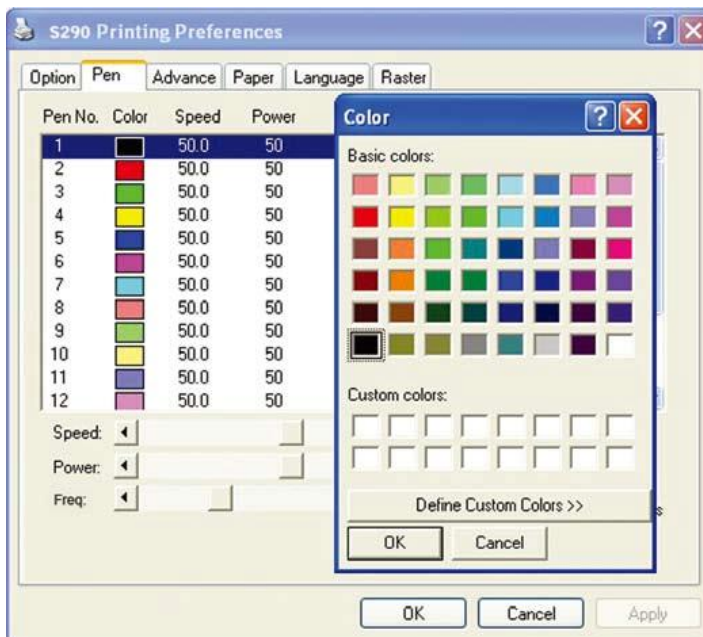 S290 Printing Preferences
Option Pen Advance Paper Language Raster
Pen No. Color Speed Power
1 50.0 50
2 50.0 50
3 50.0 50
4 50.0 50
5 50.0 50
6 50.0 50
7 50.0 50
8 50.0 50
9 50.0 50
10 50.0 50
11 50.0 50
12 50.0 50
Speed:
Power:
Freq:
Color
Basic colors:
Custom colors:
Define Custom Colors >>
OK Cancel
s
OK Cancel Apply